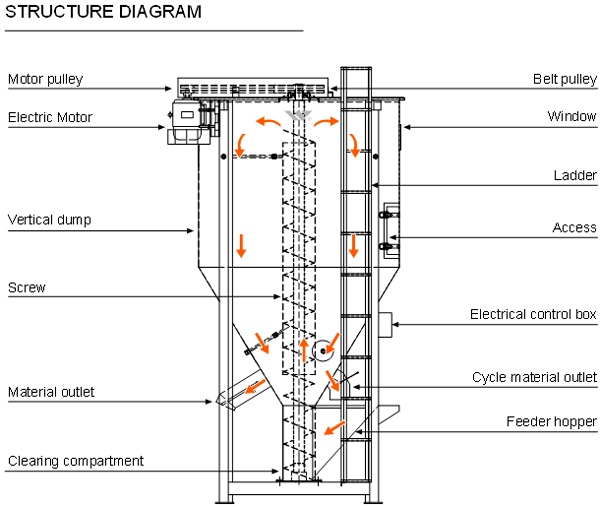 STRUCTURE DIAGRAM
Motor pulley
Belt pulley
Electric Motor
Window
Ladder
Vertical dump
Access
Screw
Electrical control box
Cycle material outlet
Material outlet
Feeder hopper
Clearing compartment